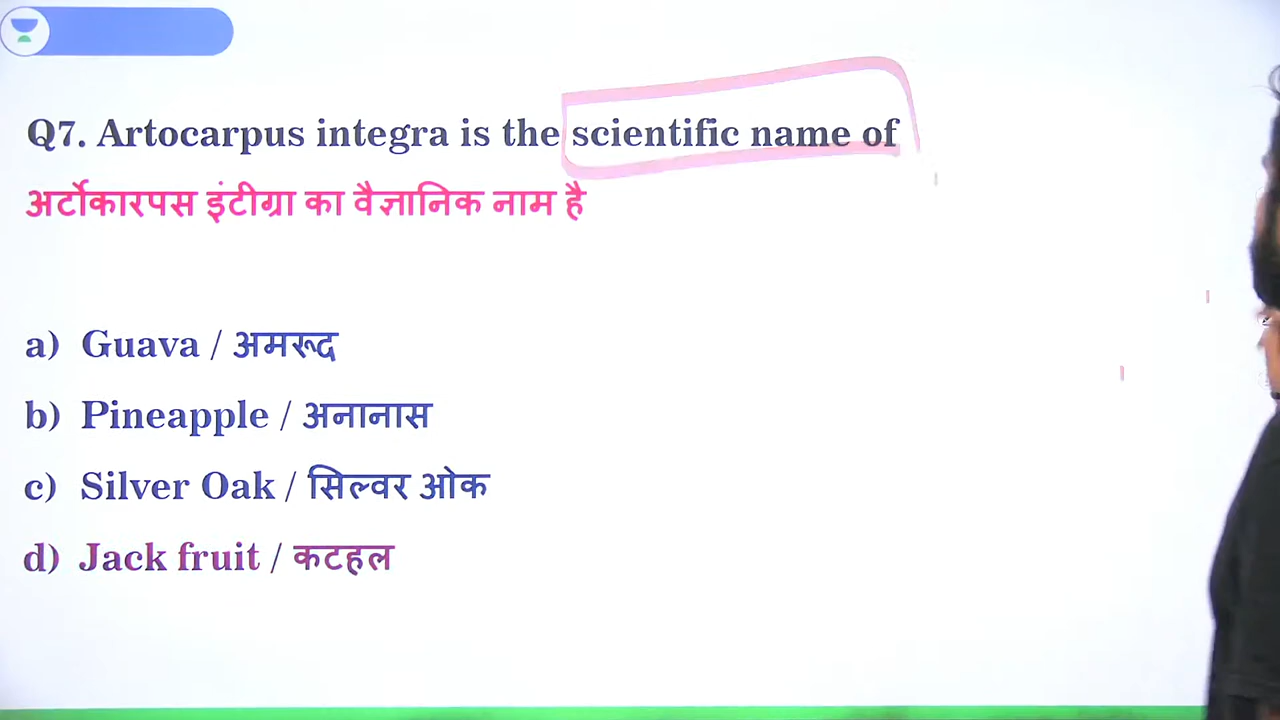 Q7. Artocarpus integra is the scientific name of
अर्टोकारपस इंटीग्रा का वैज्ञानिक नाम है
a) Guava / अमरूद
b) Pineapple / अनानास
c) Silver Oak / सिल्वर ओक
d) Jack fruit / कटहल